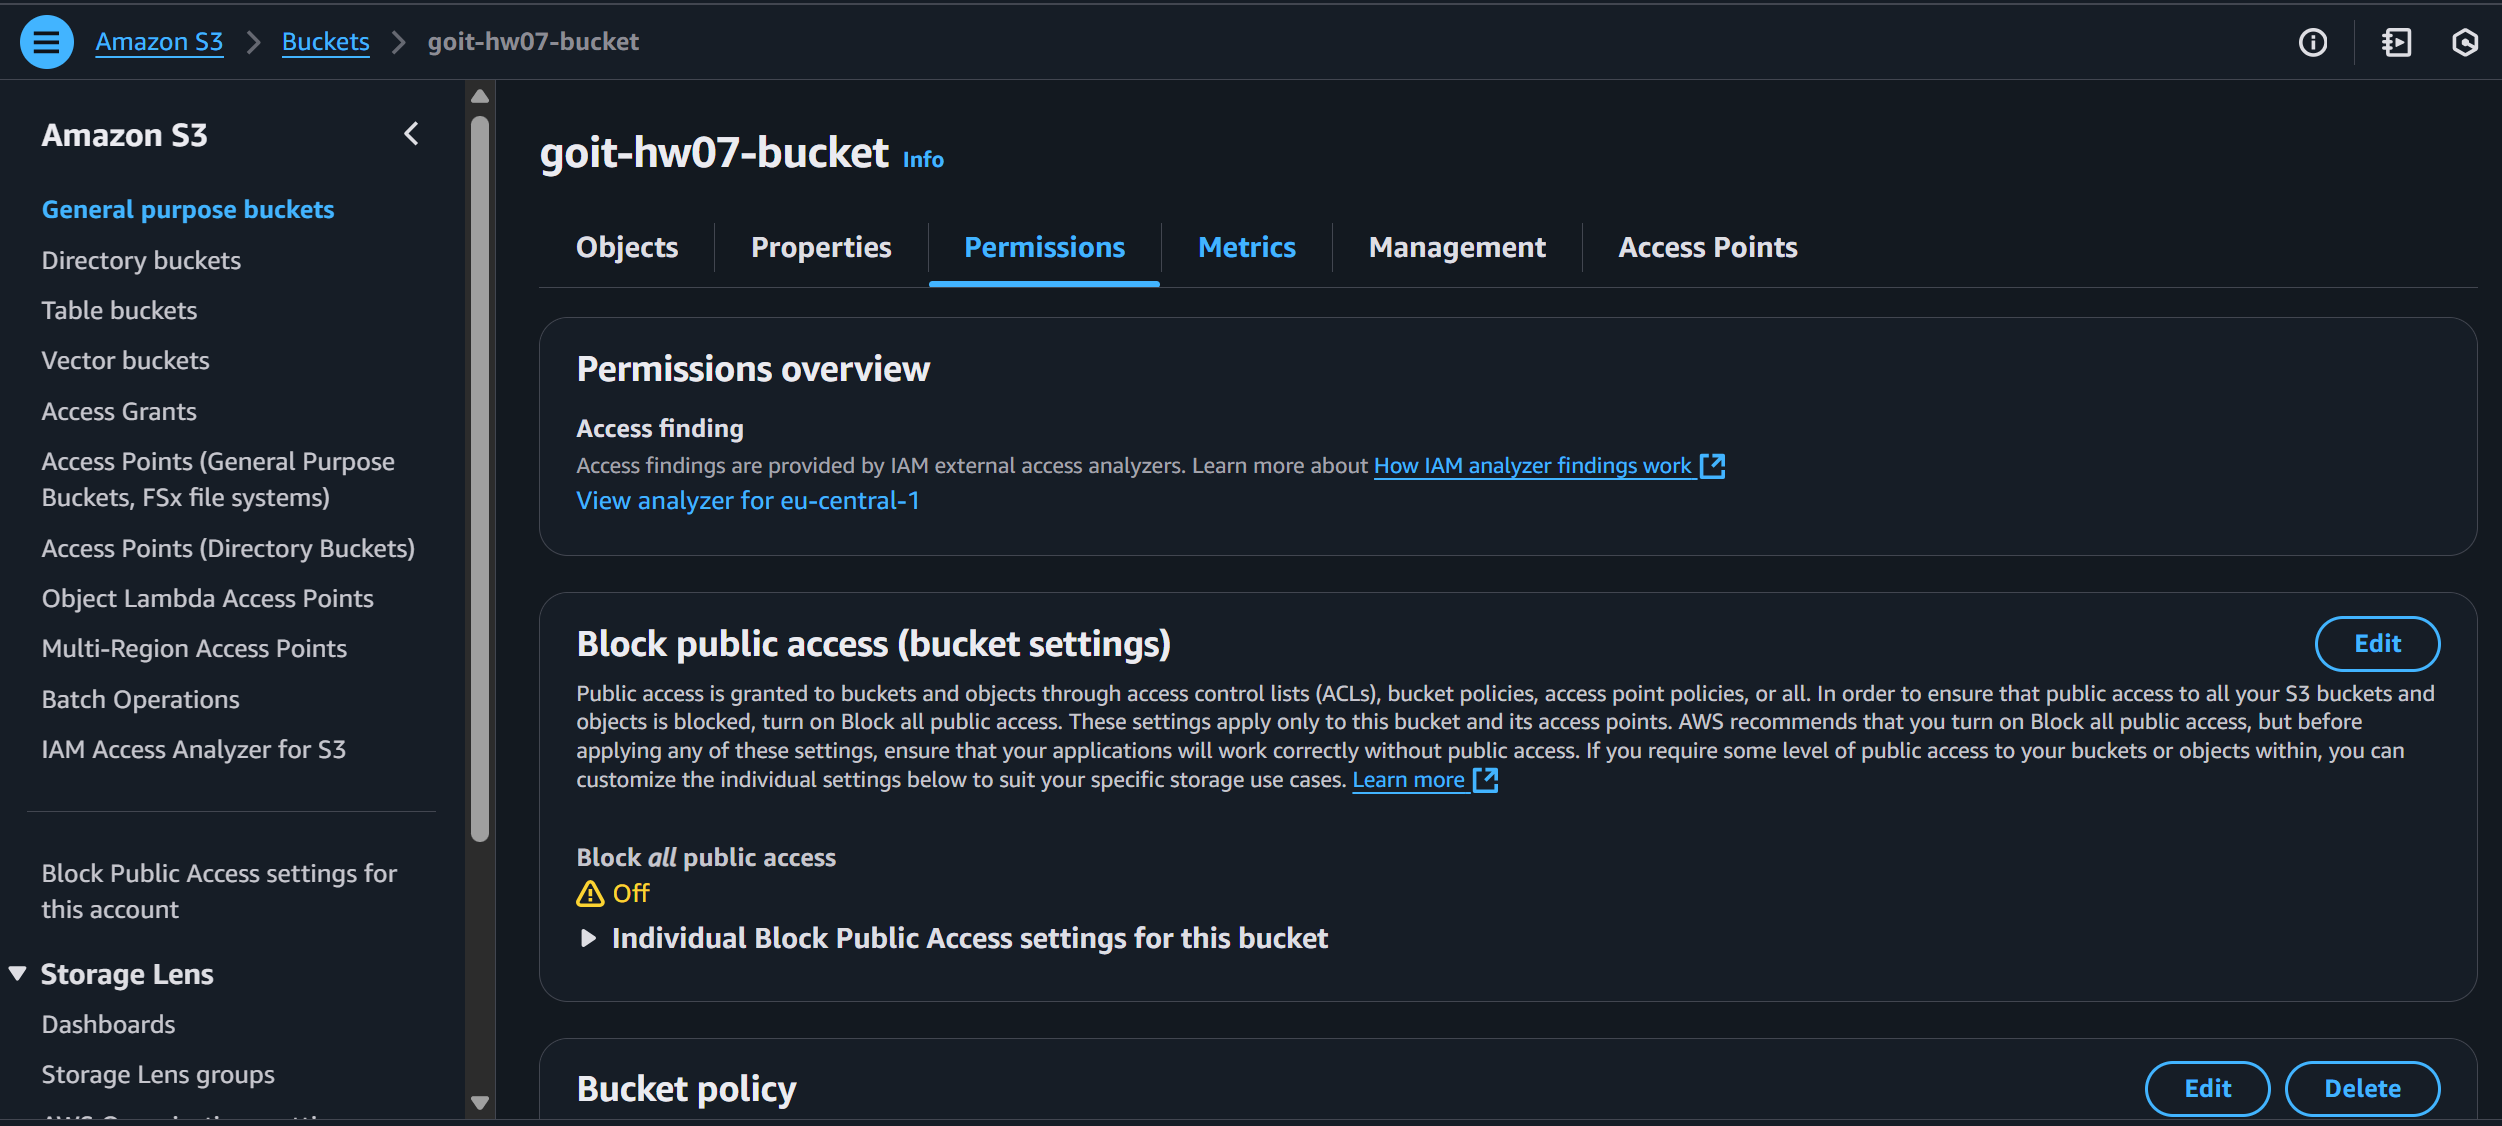 Amazon S3 > Buckets > goit-hw07-bucket
Amazon S3
General purpose buckets
Directory buckets
Table buckets
Vector buckets
Access Grants
Access Points (General Purpose
Buckets, FSx file systems)
Access Points (Directory Buckets)
Object Lambda Access Points
Multi-Region Access Points
Batch Operations
IAM Access Analyzer for S3
Block Public Access settings for
this account
Storage Lens
Dashboards
Storage Lens groups
goit-hw07-bucket Info
Objects Properties Permissions Metrics Management Access Points
Permissions overview
Access finding
Access findings are provided by IAM external access analyzers. Learn more about How IAM analyzer findings work
View analyzer for eu-central-1
Block public access (bucket settings) Edit
Public access is granted to buckets and objects through access control lists (ACLs), bucket policies, access point policies, or all. In order to ensure that public access to all your S3 buckets and
objects is blocked, turn on Block all public access. These settings apply only to this bucket and its access points. AWS recommends that you turn on Block all public access, but before
applying any of these settings, ensure that your applications will work correctly without public access. If you require some level of public access to your buckets or objects within, you can
customize the individual settings below to suit your specific storage use cases. Learn more
Block all public access
Off
Individual Block Public Access settings for this bucket
Bucket policy Edit Delete